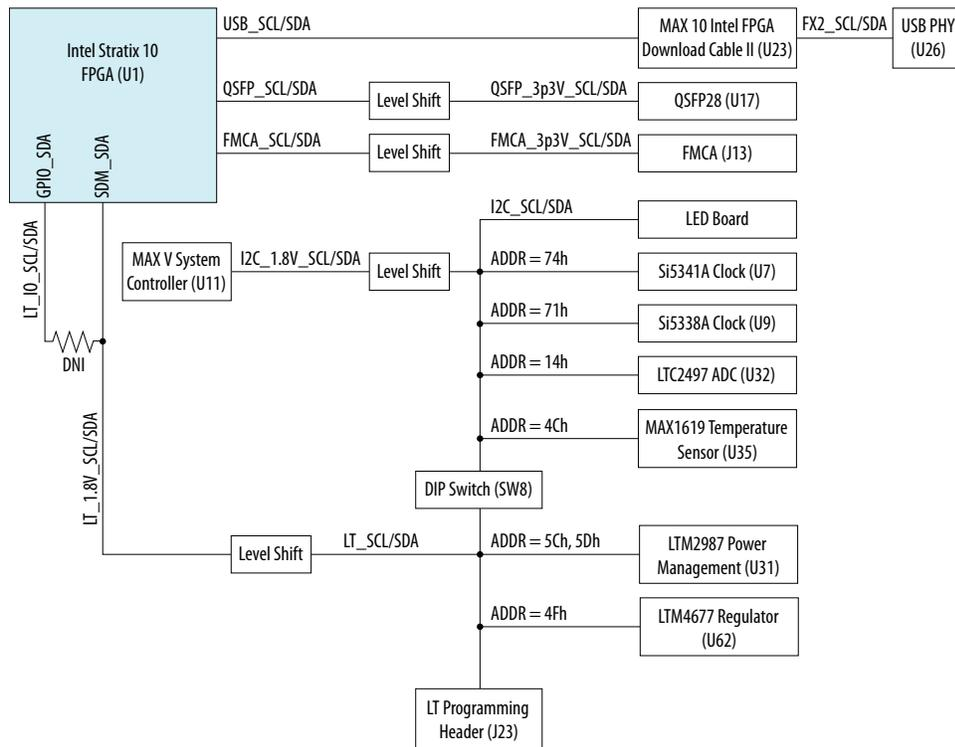 USB_SCL/SDA
MAX 10 Intel FPGA
Download Cable II (U23)
FX2_SCL/SDA
USB PHY
(U26)
Intel Stratix 10
FPGA (U1)
QSFP_SCL/SDA
Level Shift
QSFP_3p3V_SCL/SDA
QSFP28 (U17)
FMCA_SCL/SDA
Level Shift
FMCA_3p3V_SCL/SDA
FMCA (J13)
GPIO_SDA
SDM_SDA
LT_IO_SCL/SDA
I2C_SCL/SDA
LED Board
MAX V System
Controller (U11)
I2C_1.8V_SCL/SDA
Level Shift
ADDR = 74h
Si5341A Clock (U7)
ADDR = 71h
Si5338A Clock (U9)
DNI
ADDR = 14h
LTC2497 ADC (U32)
ADDR = 4Ch
MAX1619 Temperature
Sensor (U35)
LT_1.8V_SCL/SDA
DIP Switch (SW8)
Level Shift
LT_SCL/SDA
ADDR = 5Ch, 5Dh
LTM2987 Power
Management (U31)
ADDR = 4Fh
LTM4677 Regulator
(U62)
LT Programming
Header (J23)